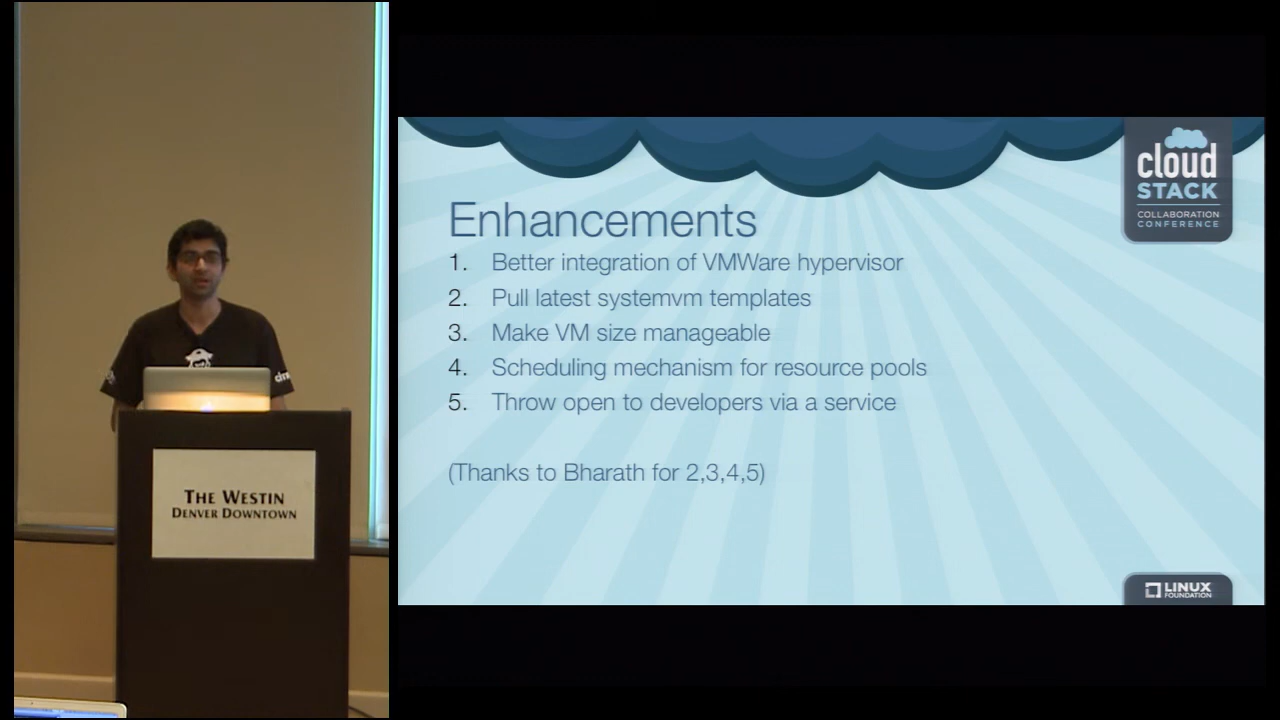 cloud
STACK
COLLABORATION
CONFERENCE
Enhancements
1. Better integration of VMWare hypervisor
2. Pull latest systemvm templates
3. Make VM size manageable
4. Scheduling mechanism for resource pools
5. Throw open to developers via a service
(Thanks to Bharath for 2,3,4,5)
THE WESTIN
DENVER DOWNTOWN
LINUX
FOUNDATION